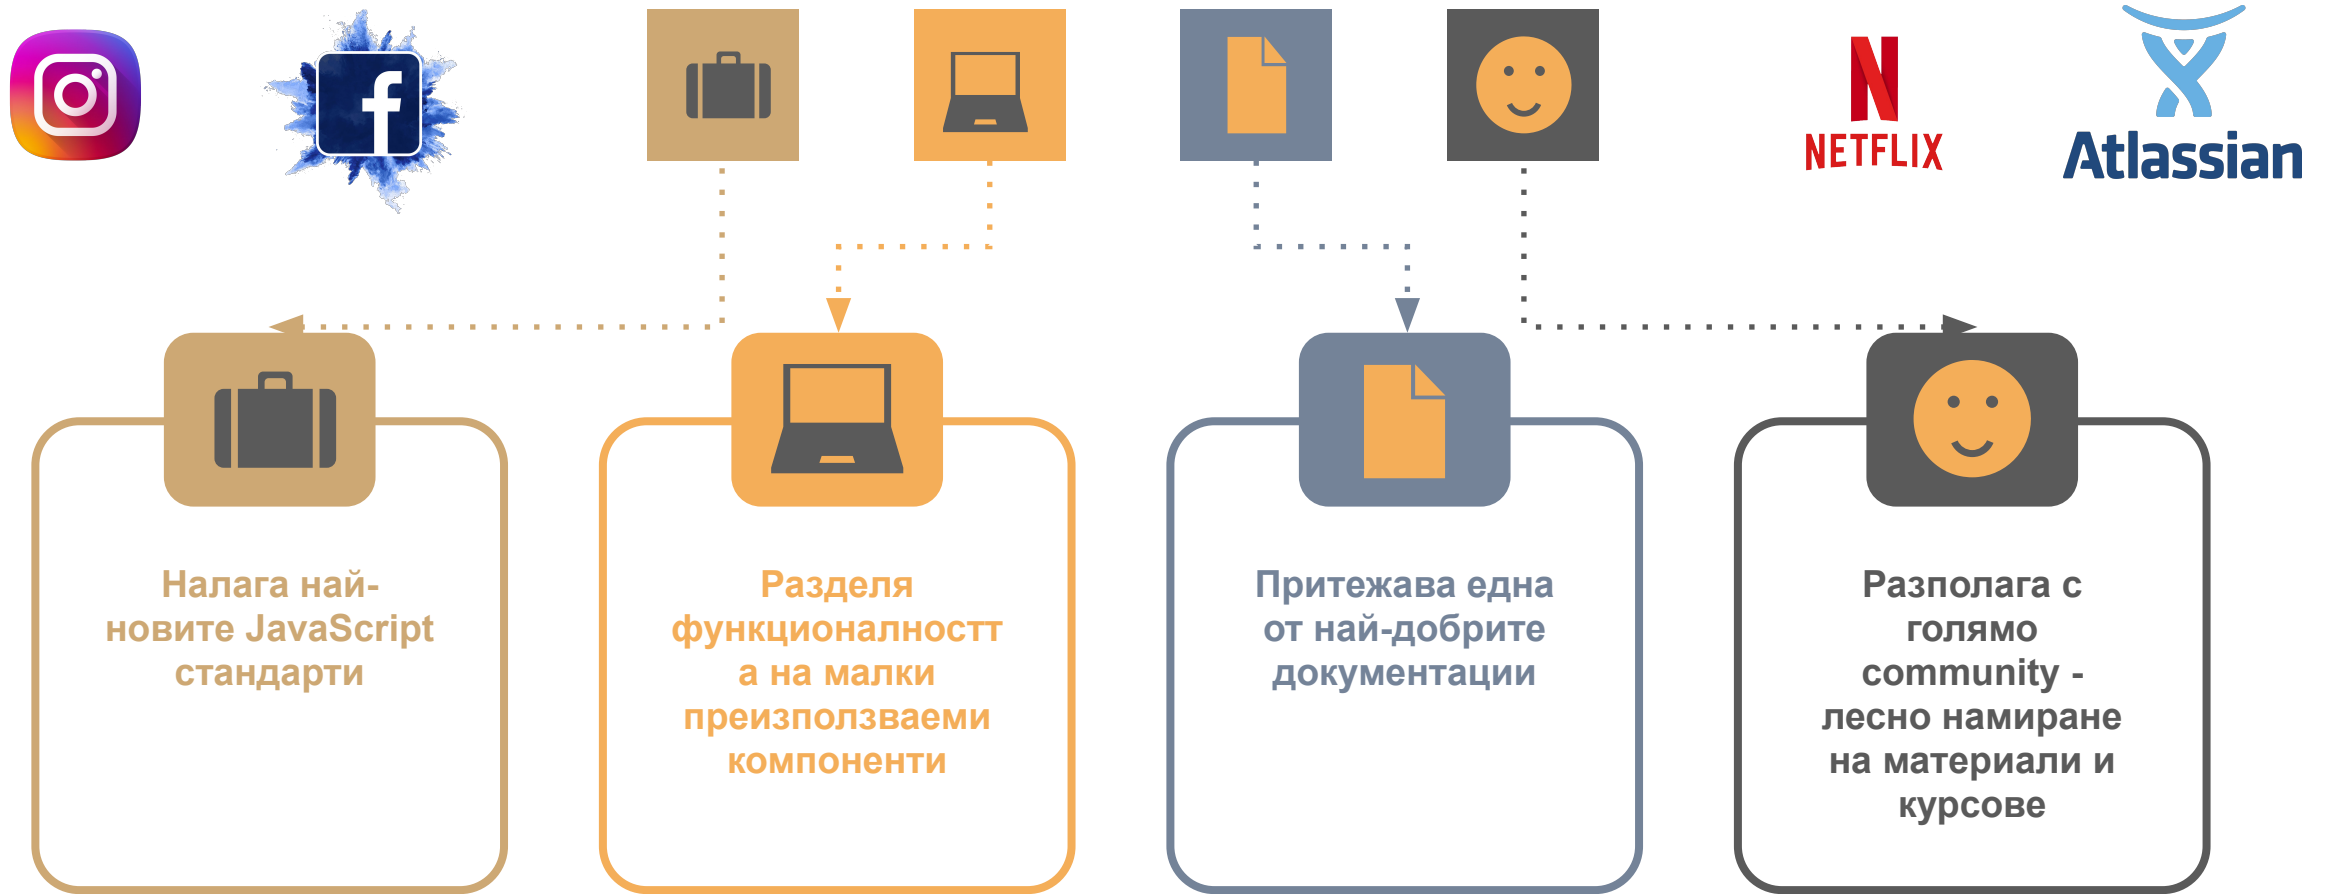 NETFLIX
Atlassian
Налага най-
новите JavaScript
стандарти
Разделя
функционалностт
а на малки
преизползваеми
компоненти
Притежава една
от най-добрите
документации
Разполага с
голямо
community -
лесно намиране
на материали и
курсове